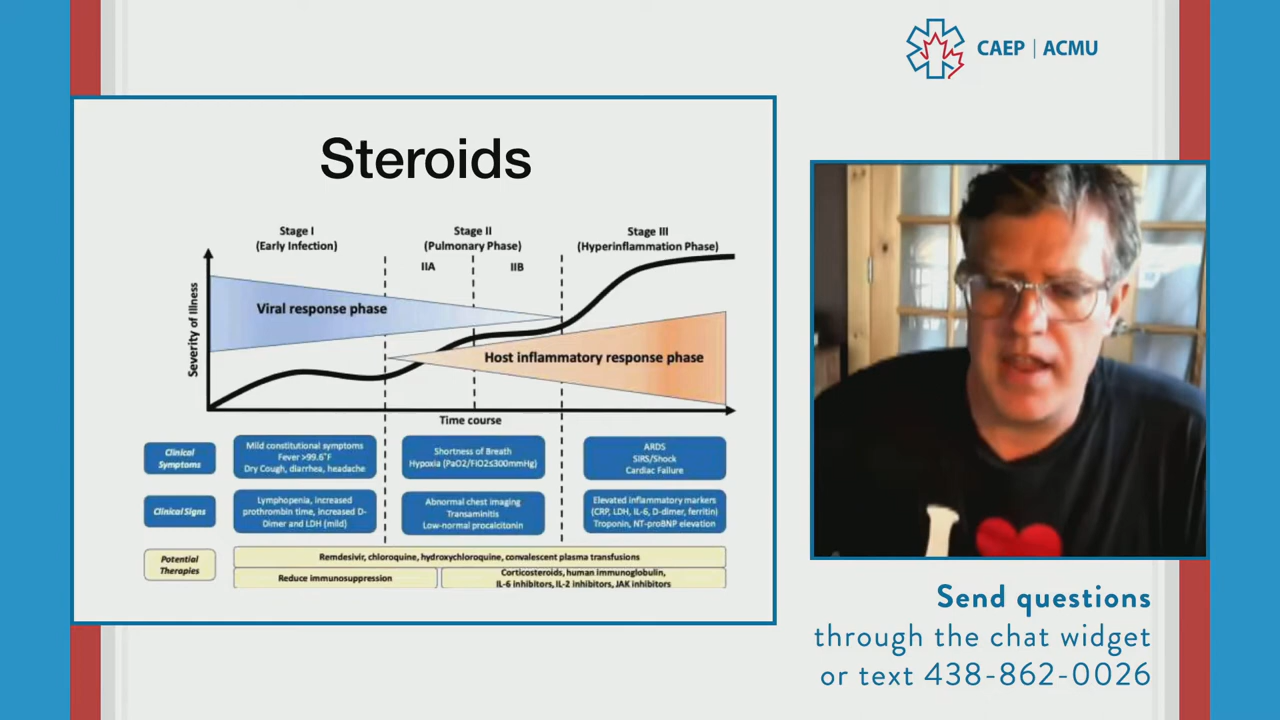 CAEP | ACMU
Steroids
Stage I
(Early Infection)
Stage II
(Pulmonary Phase)
Stage III
(Hyperinflammation Phase)
IIA
IIB
Severity of Illness
Viral response phase
Host inflammatory response phase
Time course
Clinical
Symptoms
Mild constitutional symptoms
Fever >99.6°F
Dry Cough, diarrhea, headache
Shortness of Breath
Hypoxia (PaO2/FiO2≤300mmHg)
ARDS
SIRS/Shock
Cardiac Failure
Clinical Signs
Lymphopenia, increased
prothrombin time, increased D-
Dimer and LDH (mild)
Abnormal chest imaging
Transaminitis
Low-normal procalcitonin
Elevated inflammatory markers
(CRP, LDH, IL-6, D-dimer, ferritin)
Troponin, NT-proBNP elevation
Potential
Therapies
Remdesivir, chloroquine, hydroxychloroquine, convalescent plasma transfusions
Reduce immunosuppression
Corticosteroids, human immunoglobulin,
IL-6 inhibitors, IL-2 inhibitors, JAK inhibitors
I
Send questions
through the chat widget
or text 438-862-0026